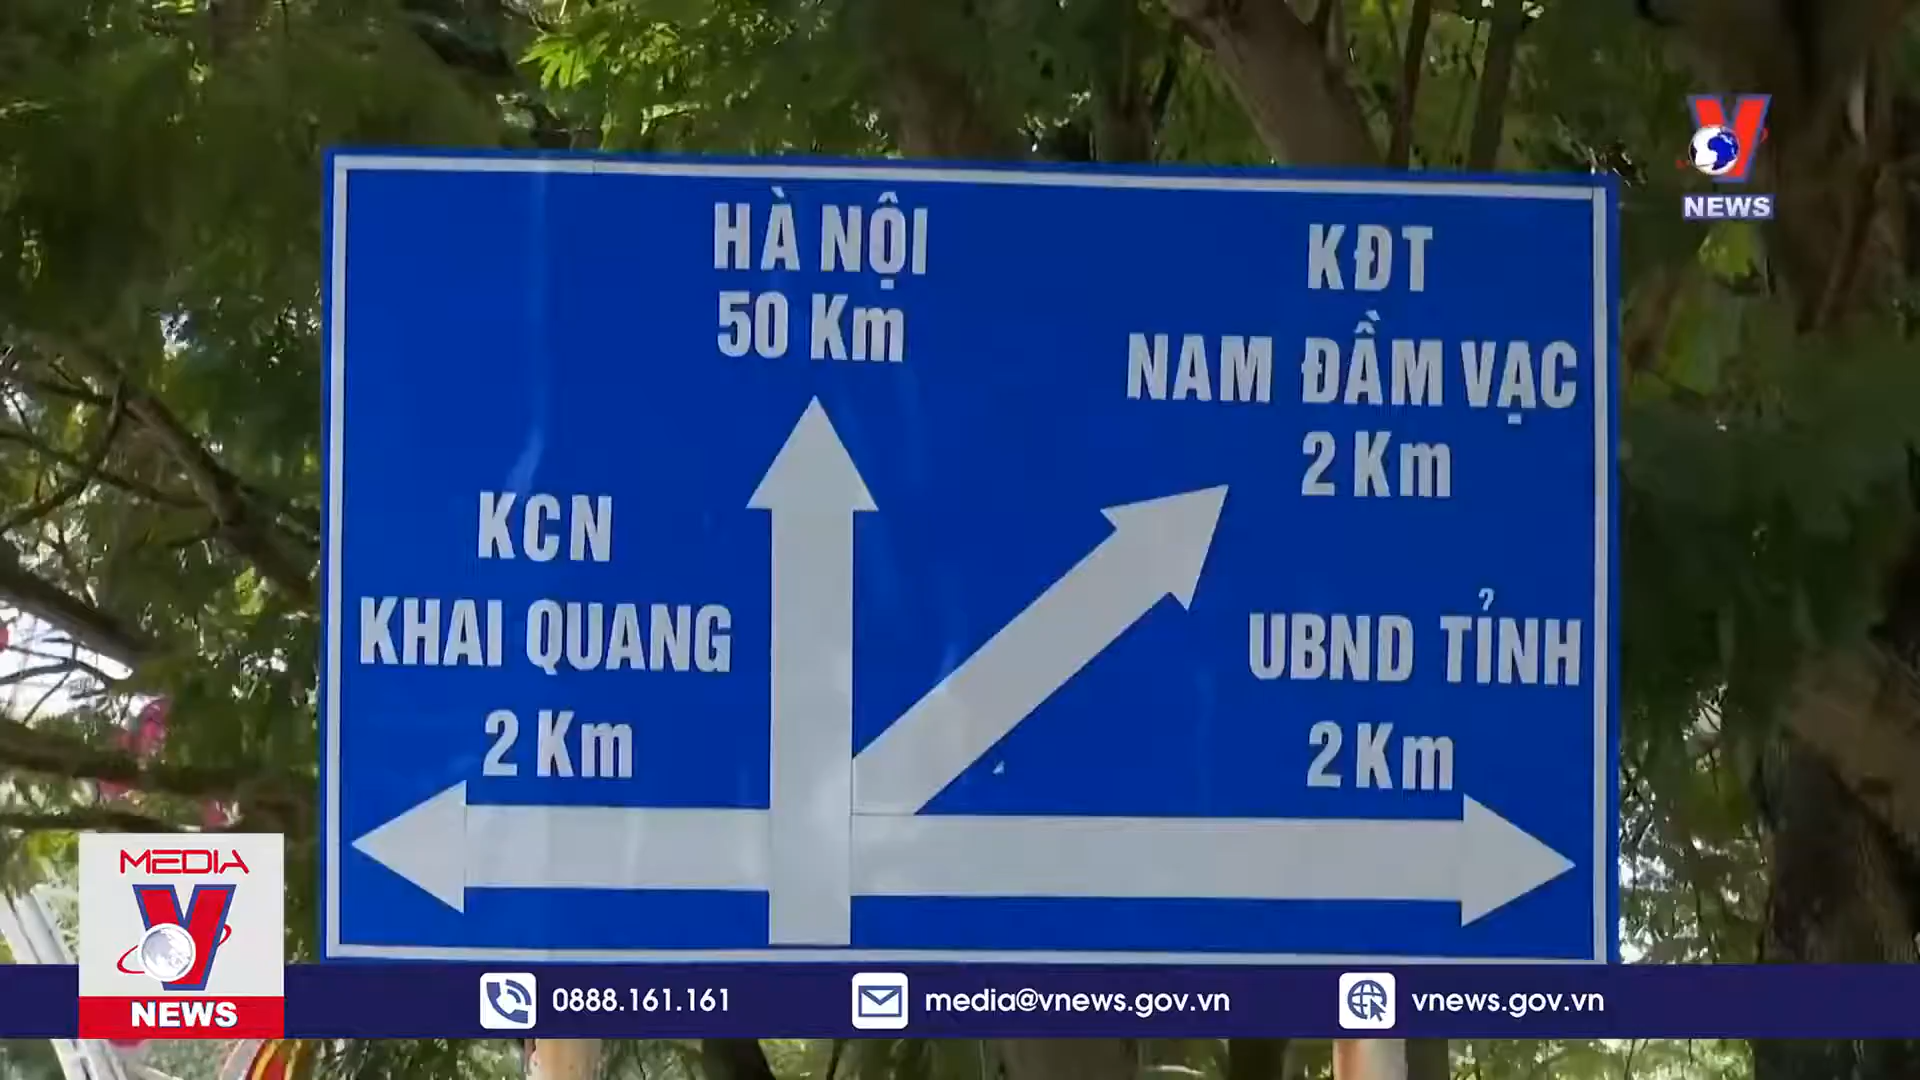 HÀ NỘI
50 Km
KĐT
NAM ĐẦM VẠC
2 Km
KCN
KHAI QUANG
2 Km
UBND TỈNH
2 Km
NEWS
MEDIA
NEWS
0888.161.161
media@vnews.gov.vn
vnews.gov.vn